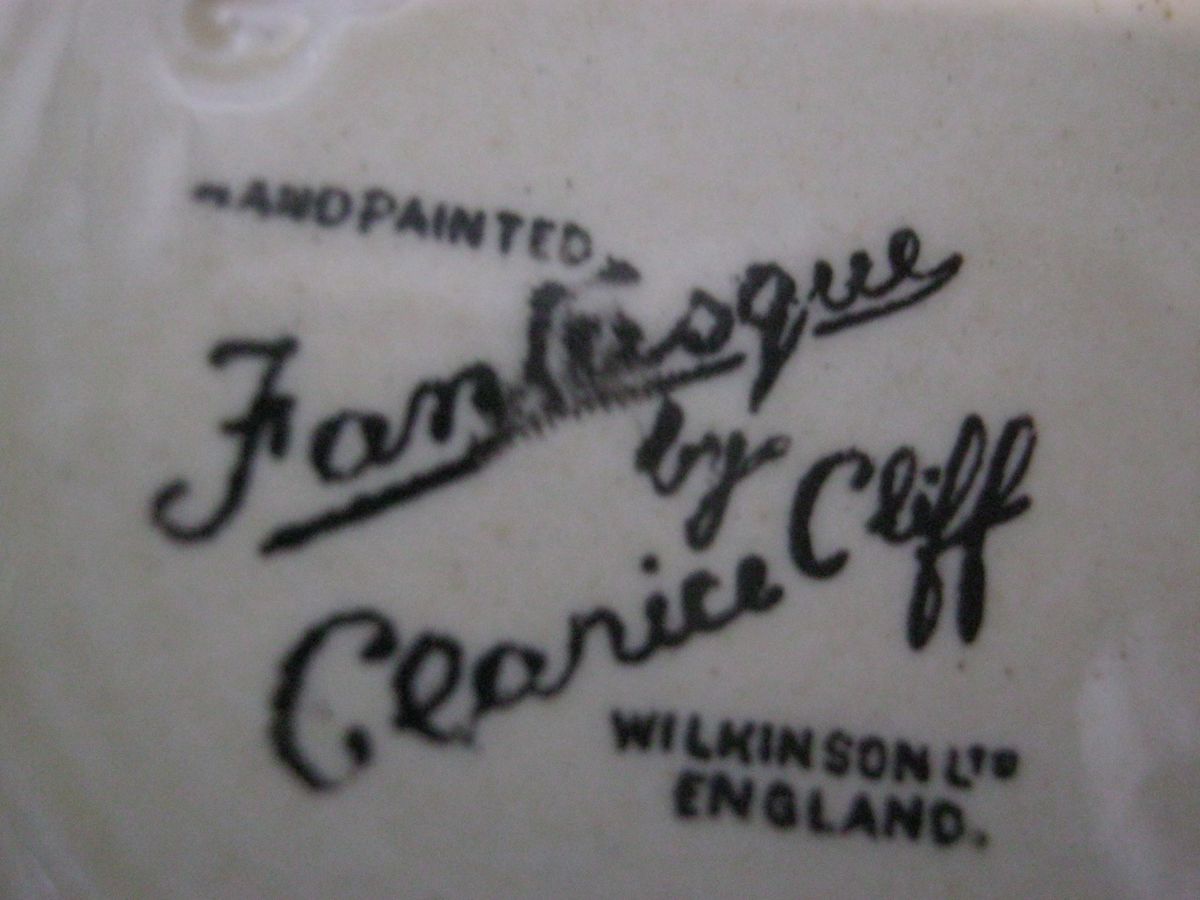 HANDPAINTED
Fantasque
by
Clarice Cliff
WILKINSON LTD
ENGLAND.